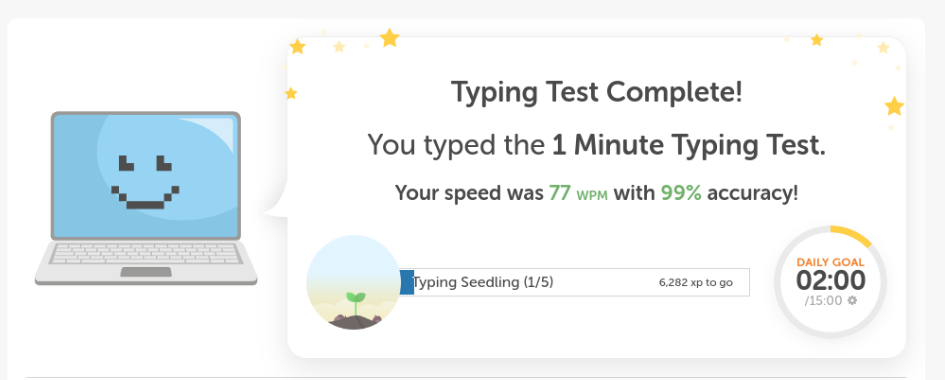 Typing Test Complete!
You typed the 1 Minute Typing Test.
Your speed was 77 WPM with 99% accuracy!
Typing Seedling (1/5) 6,282 xp to go
DAILY GOAL
02:00
/15:00